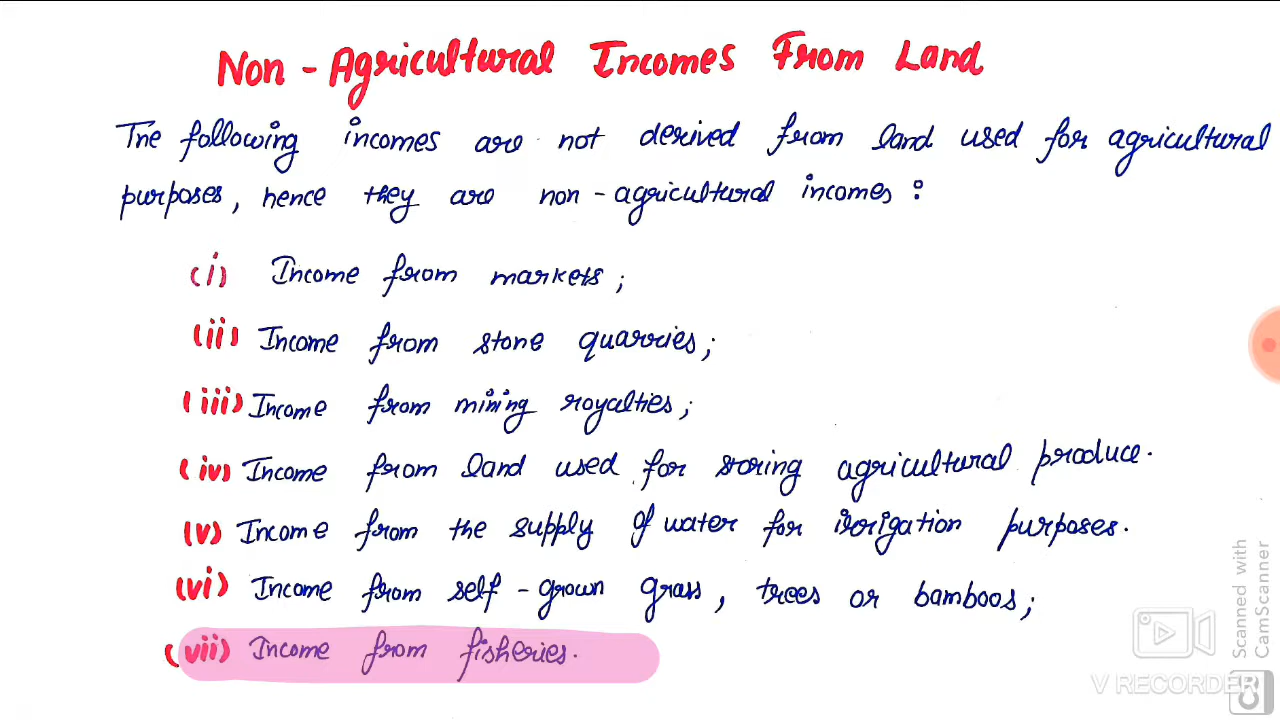 Non - Agricultural Incomes From Land
The following incomes are not derived from land used for agricultural
purposes, hence they are non - agricultural incomes :
(i) Income from markets;
(ii) Income from stone quarries;
(iii) Income from mining royalties;
(iv) Income from land used for storing agricultural produce.
(v) Income from the supply of water for irrigation purposes.
(vi) Income from self - grown grass, trees or bamboos;
(vii) Income from fisheries.
Scanned with
CamScanner
V RECORDER